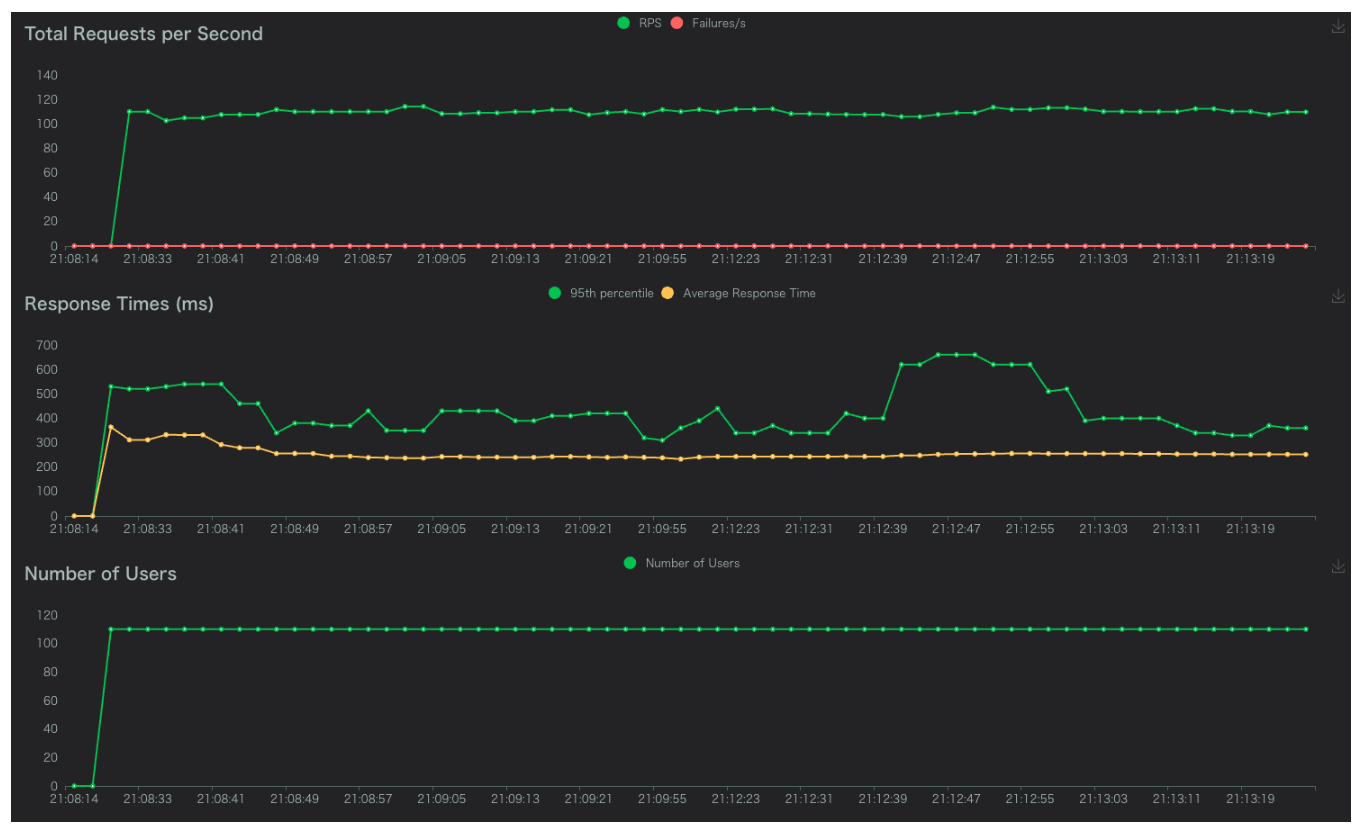 Total Requests per Second
RPS Failures/s
140
120
100
80
60
40
20
0
21:08:14 21:08:33 21:08:41 21:08:49 21:08:57 21:09:05 21:09:13 21:09:21 21:09:55 21:12:23 21:12:31 21:12:39 21:12:47 21:12:55 21:13:03 21:13:11 21:13:19
Response Times (ms)
95th percentile Average Response Time
700
600
500
400
300
200
100
0
21:08:14 21:08:33 21:08:41 21:08:49 21:08:57 21:09:05 21:09:13 21:09:21 21:09:55 21:12:23 21:12:31 21:12:39 21:12:47 21:12:55 21:13:03 21:13:11 21:13:19
Number of Users
Number of Users
120
100
80
60
40
20
0
21:08:14 21:08:33 21:08:41 21:08:49 21:08:57 21:09:05 21:09:13 21:09:21 21:09:55 21:12:23 21:12:31 21:12:39 21:12:47 21:12:55 21:13:03 21:13:11 21:13:19